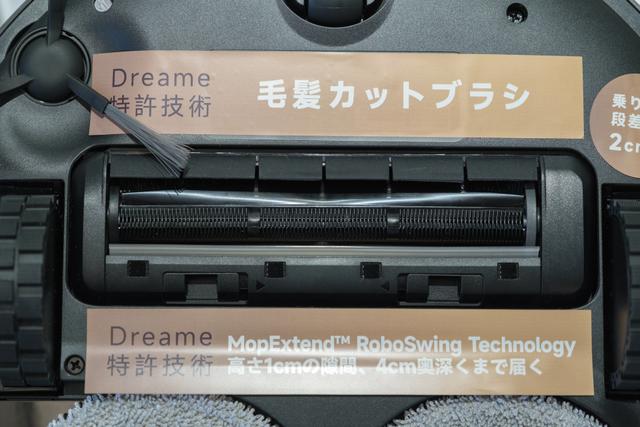 Dreame
特許技術
毛髪カットブラシ
乗り
段差
2cm
Dreame
特許技術
MopExtend™ RoboSwing Technology
高さ1cmの隙間、4cm奥深くまで届く